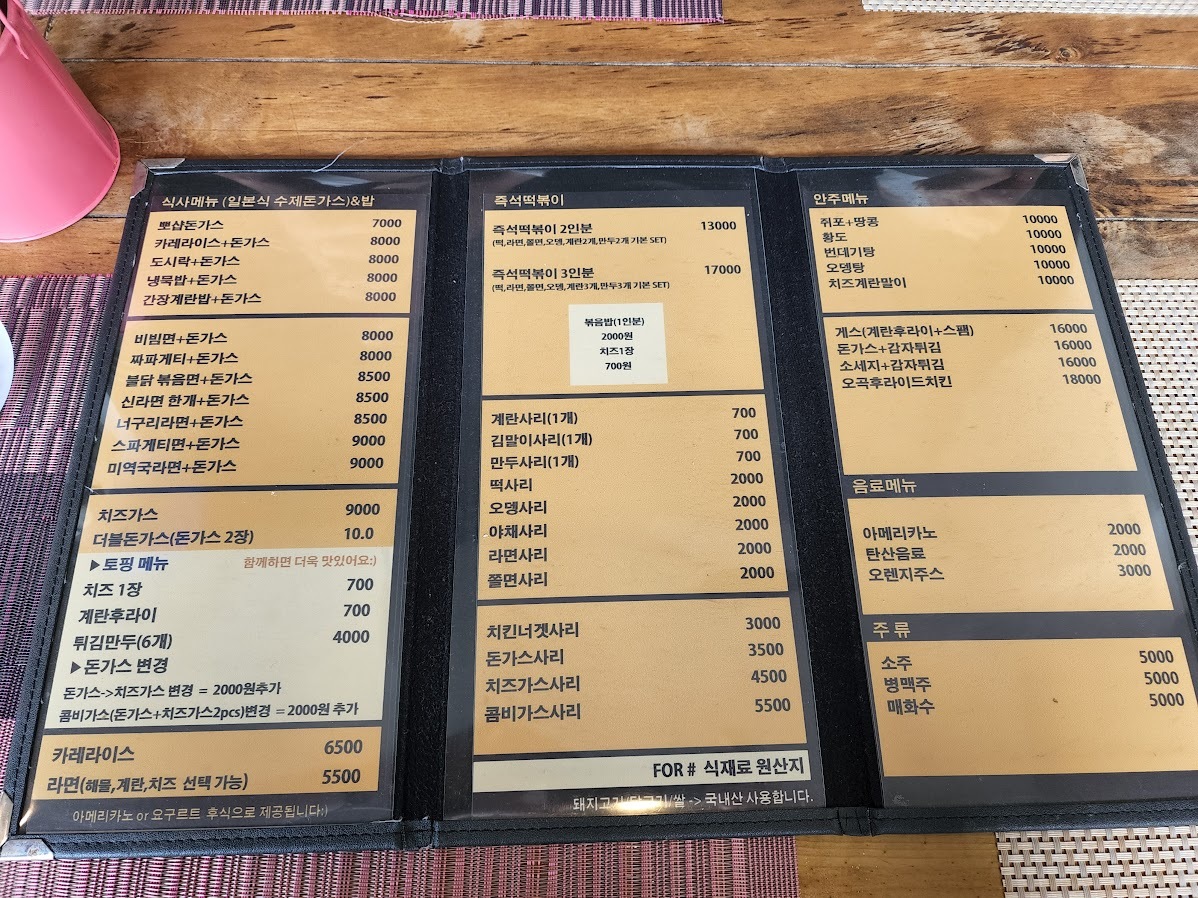 식사메뉴 (일본식 수제돈가스)&밥
뽀샵돈가스 7000
카레라이스+돈가스 8000
도시락+돈가스 8000
냉묵밥+돈가스 8000
간장계란밥+돈가스 8000
비빔면+돈가스 8000
짜파게티+돈가스 8000
불닭 볶음면+돈가스 8500
신라면 한개+돈가스 8500
너구리라면+돈가스 8500
스파게티면+돈가스 9000
미역국라면+돈가스 9000
치즈가스 9000
더블돈가스(돈가스 2장) 10.0
▶토핑 메뉴 함께하면 더욱 맛있어요:)
치즈 1장 700
계란후라이 700
튀김만두(6개) 4000
▶돈가스 변경
돈가스->치즈가스 변경 = 2000원추가
콤비가스(돈가스+치즈가스2pcs)변경 =2000원 추가
카레라이스 6500
라면(해물,계란,치즈 선택 가능) 5500
아메리카노 or 요구르트 후식으로 제공됩니다:)
즉석떡볶이
즉석떡볶이 2인분 13000
(떡,라면,쫄면,오뎅,계란2개,만두2개 기본 SET)
즉석떡볶이 3인분 17000
(떡,라면,쫄면,오뎅,계란3개,만두3개 기본 SET)
볶음밥(1인분)
2000원
치즈1장
700원
계란사리(1개) 700
김말이사리(1개) 700
만두사리(1개) 700
떡사리 2000
오뎅사리 2000
야채사리 2000
라면사리 2000
쫄면사리 2000
치킨너겟사리 3000
돈가스사리 3500
치즈가스사리 4500
콤비가스사리 5500
FOR # 식재료 원산지
돼지고기/닭고기/쌀 -> 국내산 사용합니다.
안주메뉴
쥐포+땅콩 10000
황도 10000
번데기탕 10000
오뎅탕 10000
치즈계란말이 10000
게스(계란후라이+스팸) 16000
돈가스+감자튀김 16000
소세지+감자튀김 16000
오곡후라이드치킨 18000
음료메뉴
아메리카노 2000
탄산음료 2000
오렌지주스 3000
주 류
소주 5000
병맥주 5000
매화수 5000